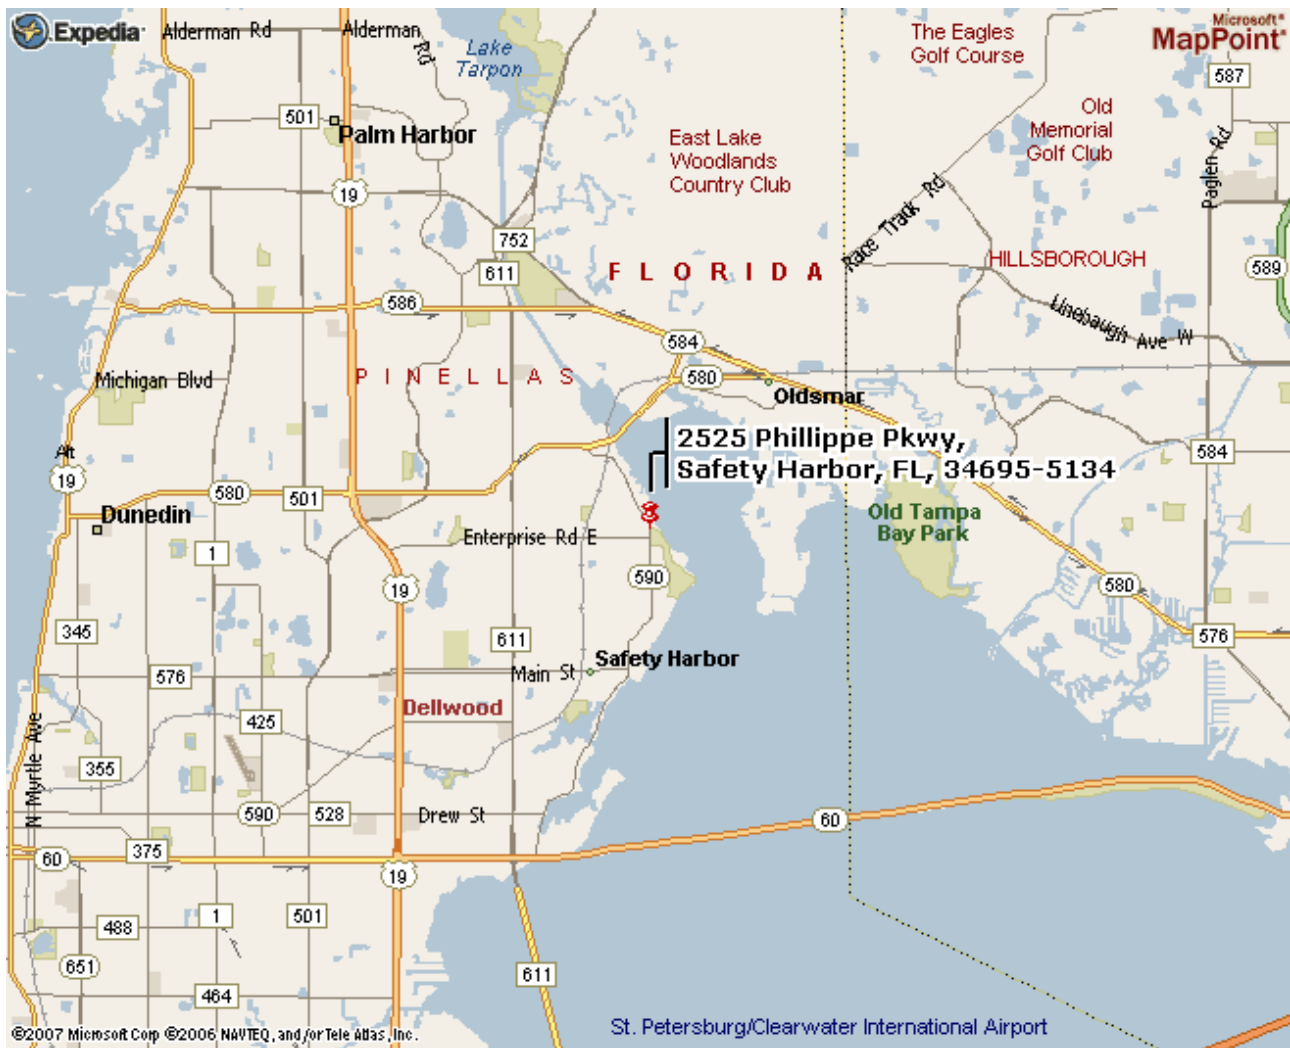 Expedia
Alderman Rd
Alderman
Rd
Lake
Tarpon
The Eagles
Golf Course
Microsoft®
MapPoint®
587
501
Palm Harbor
Old
Memorial
Golf Club
East Lake
Woodlands
Country Club
Paglen Rd
19
Race Track Rd
752
611
FLORIDA
HILLSBOROUGH
589
586
Linebaugh Ave W
584
Michigan Blvd
PINELLAS
580
Oldsmar
2525 Phillippe Pkwy,
Safety Harbor, FL, 34695-5134
Alt
19
584
580
501
Dunedin
Old Tampa
Bay Park
Enterprise Rd E
1
590
19
580
345
611
576
Safety Harbor
576
Main St
Dellwood
425
N Myrtle Ave
355
590
528
Drew St
60
375
60
19
1
501
488
651
611
464
St. Petersburg/Clearwater International Airport
©2007 Microsoft Corp ©2006 NAVTEQ, and/or Tele Atlas, Inc.